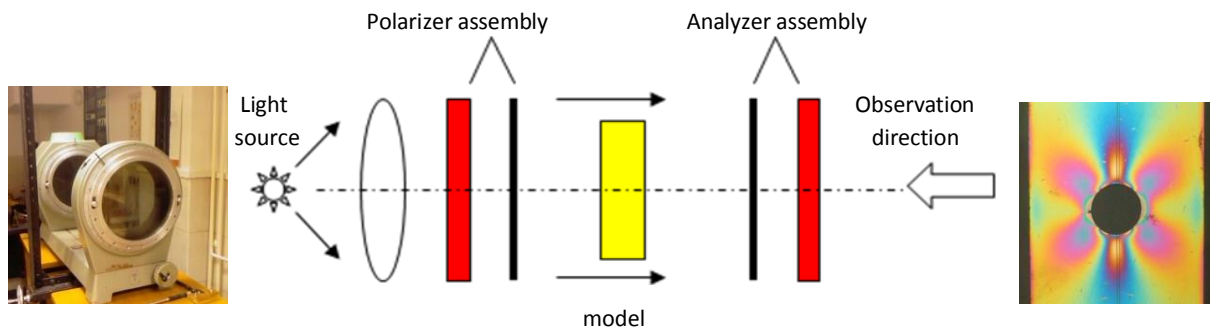 Polarizer assembly
Analyzer assembly
Light
source
Observation
direction
model